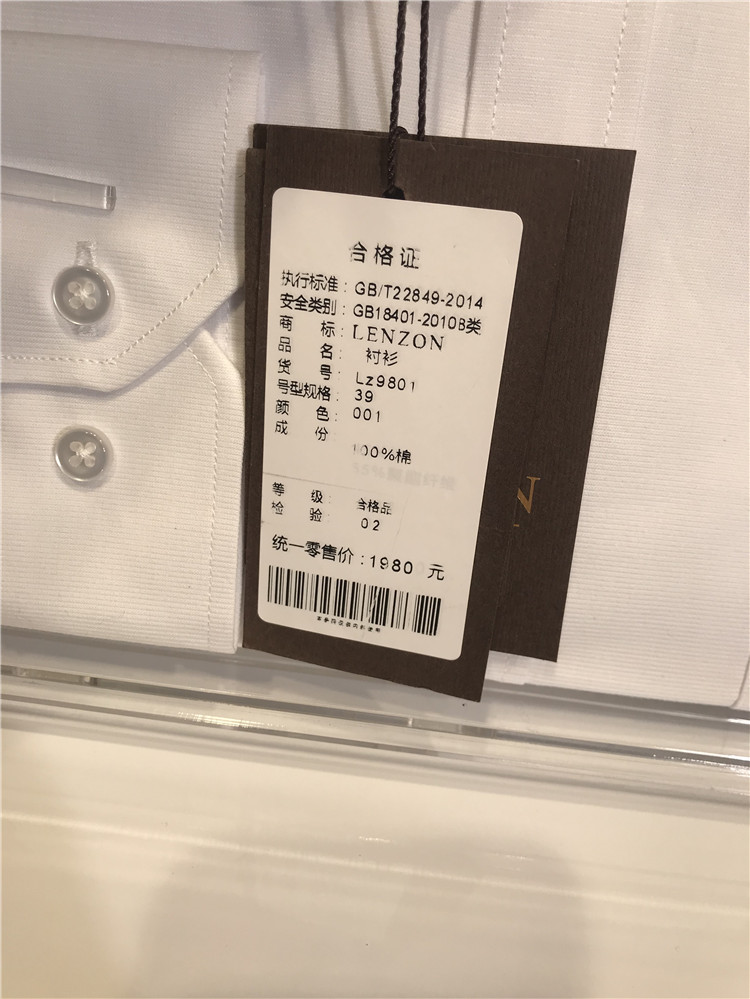 合格证
执行标准：GB/T22849-2014
安全类别：GB18401-2010B类
商 标：LENZON
品 名：衬衫
货 号：Lz9801
号型规格：39
颜 色：001
成 份
100%棉
等 级：合格品
检 验：02
统一零售价：1980 元
N